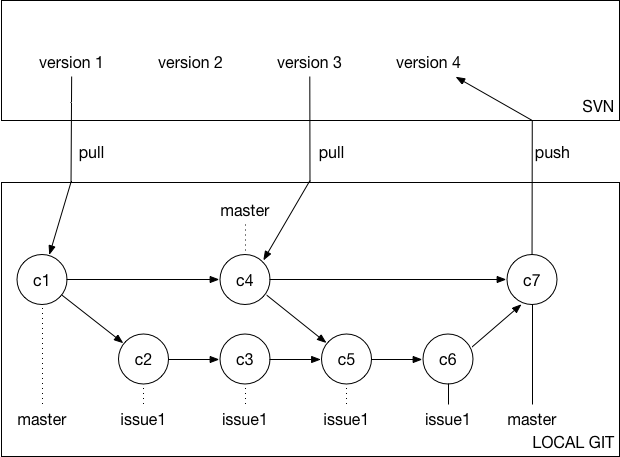 version 1 version 2 version 3 version 4
SVN
pull pull push
master
c1 c4 c7
c2 c3 c5 c6
master issue1 issue1 issue1 issue1 master
LOCAL GIT